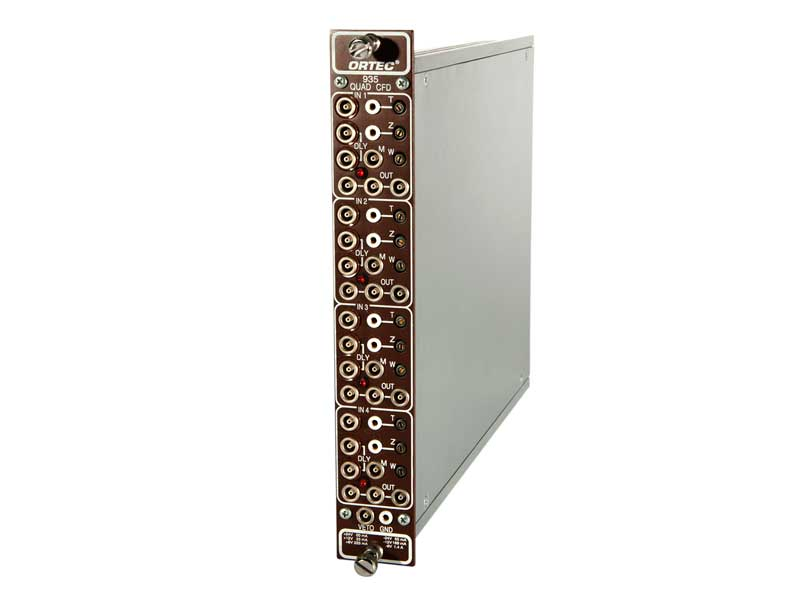 ORTEC®
935
QUAD CFD
IN 1
T
Z
DLY
M W
OUT
IN 2
T
Z
DLY
M W
OUT
IN 3
T
Z
DLY
M W
OUT
IN 4
T
Z
DLY
M W
OUT
VETO GND